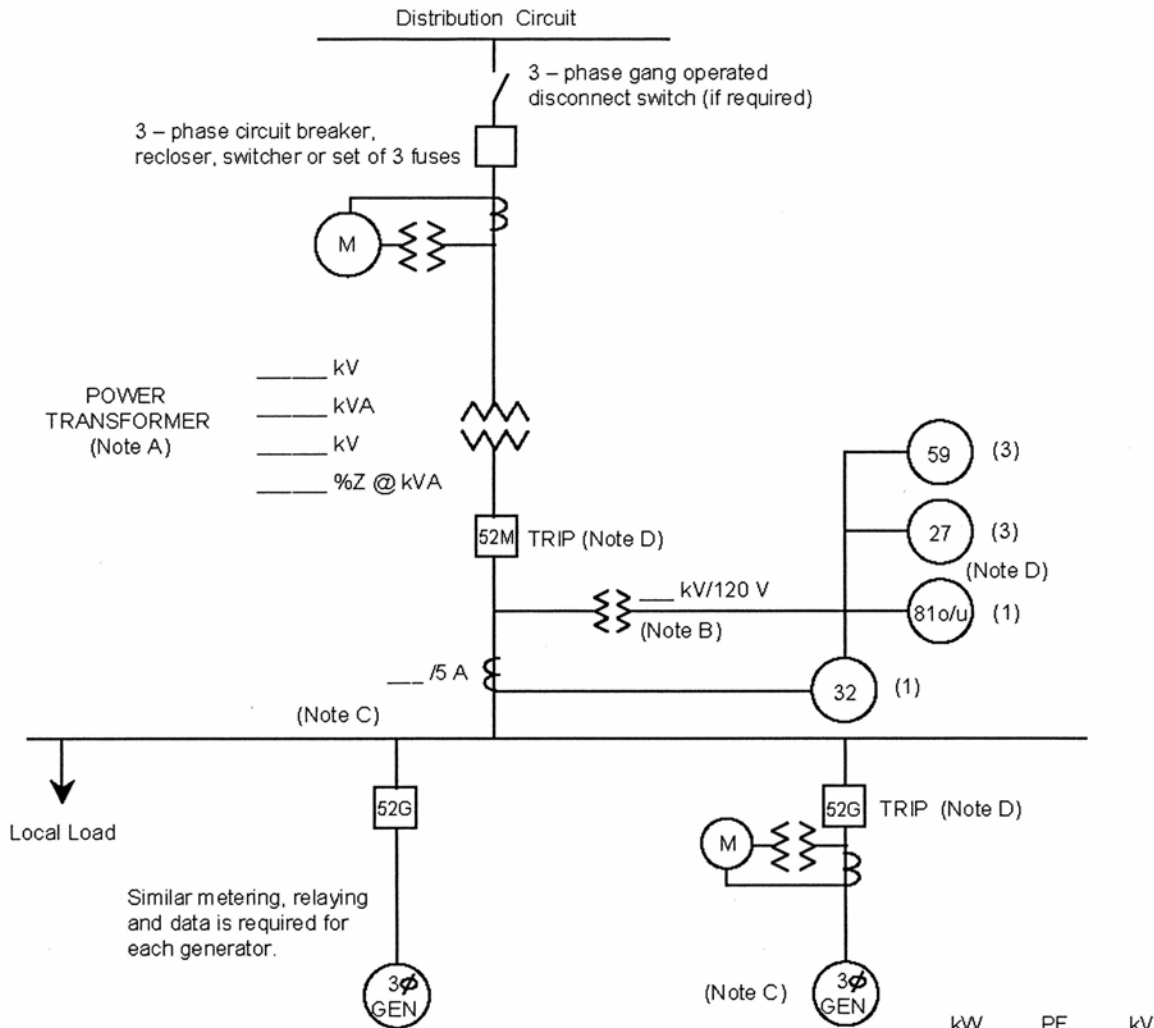 Distribution Circuit
3 – phase gang operated
disconnect switch (if required)
3 – phase circuit breaker,
recloser, switcher or set of 3 fuses
M
POWER
TRANSFORMER
(Note A)
_____ kV
_____ kVA
_____ kV
_____ %Z @ kVA
59 (3)
27 (3)
(Note D)
52M TRIP (Note D)
___ kV/120 V
(Note B)
81o/u (1)
___ /5 A
32 (1)
(Note C)
Local Load
52G
52G TRIP (Note D)
M
Similar metering, relaying
and data is required for
each generator.
3ϕ
GEN
(Note C)
3ϕ
GEN
kW PF kV